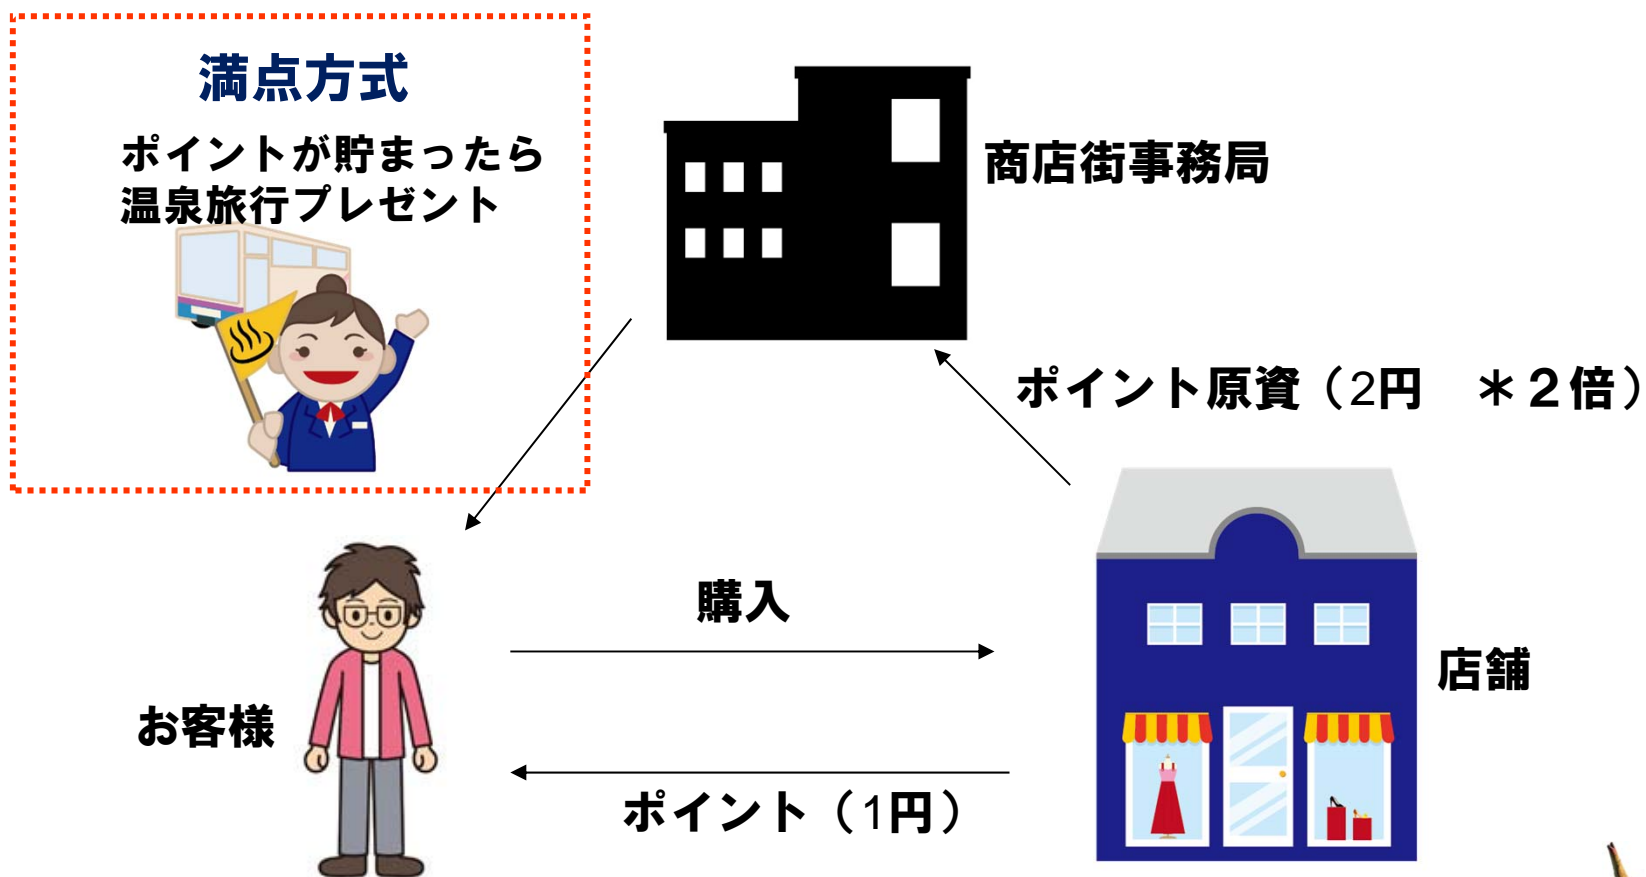 満点方式
ポイントが貯まったら
温泉旅行プレゼント
商店街事務局
ポイント原資（2円　＊２倍）
購入
店舗
お客様
ポイント（1円）